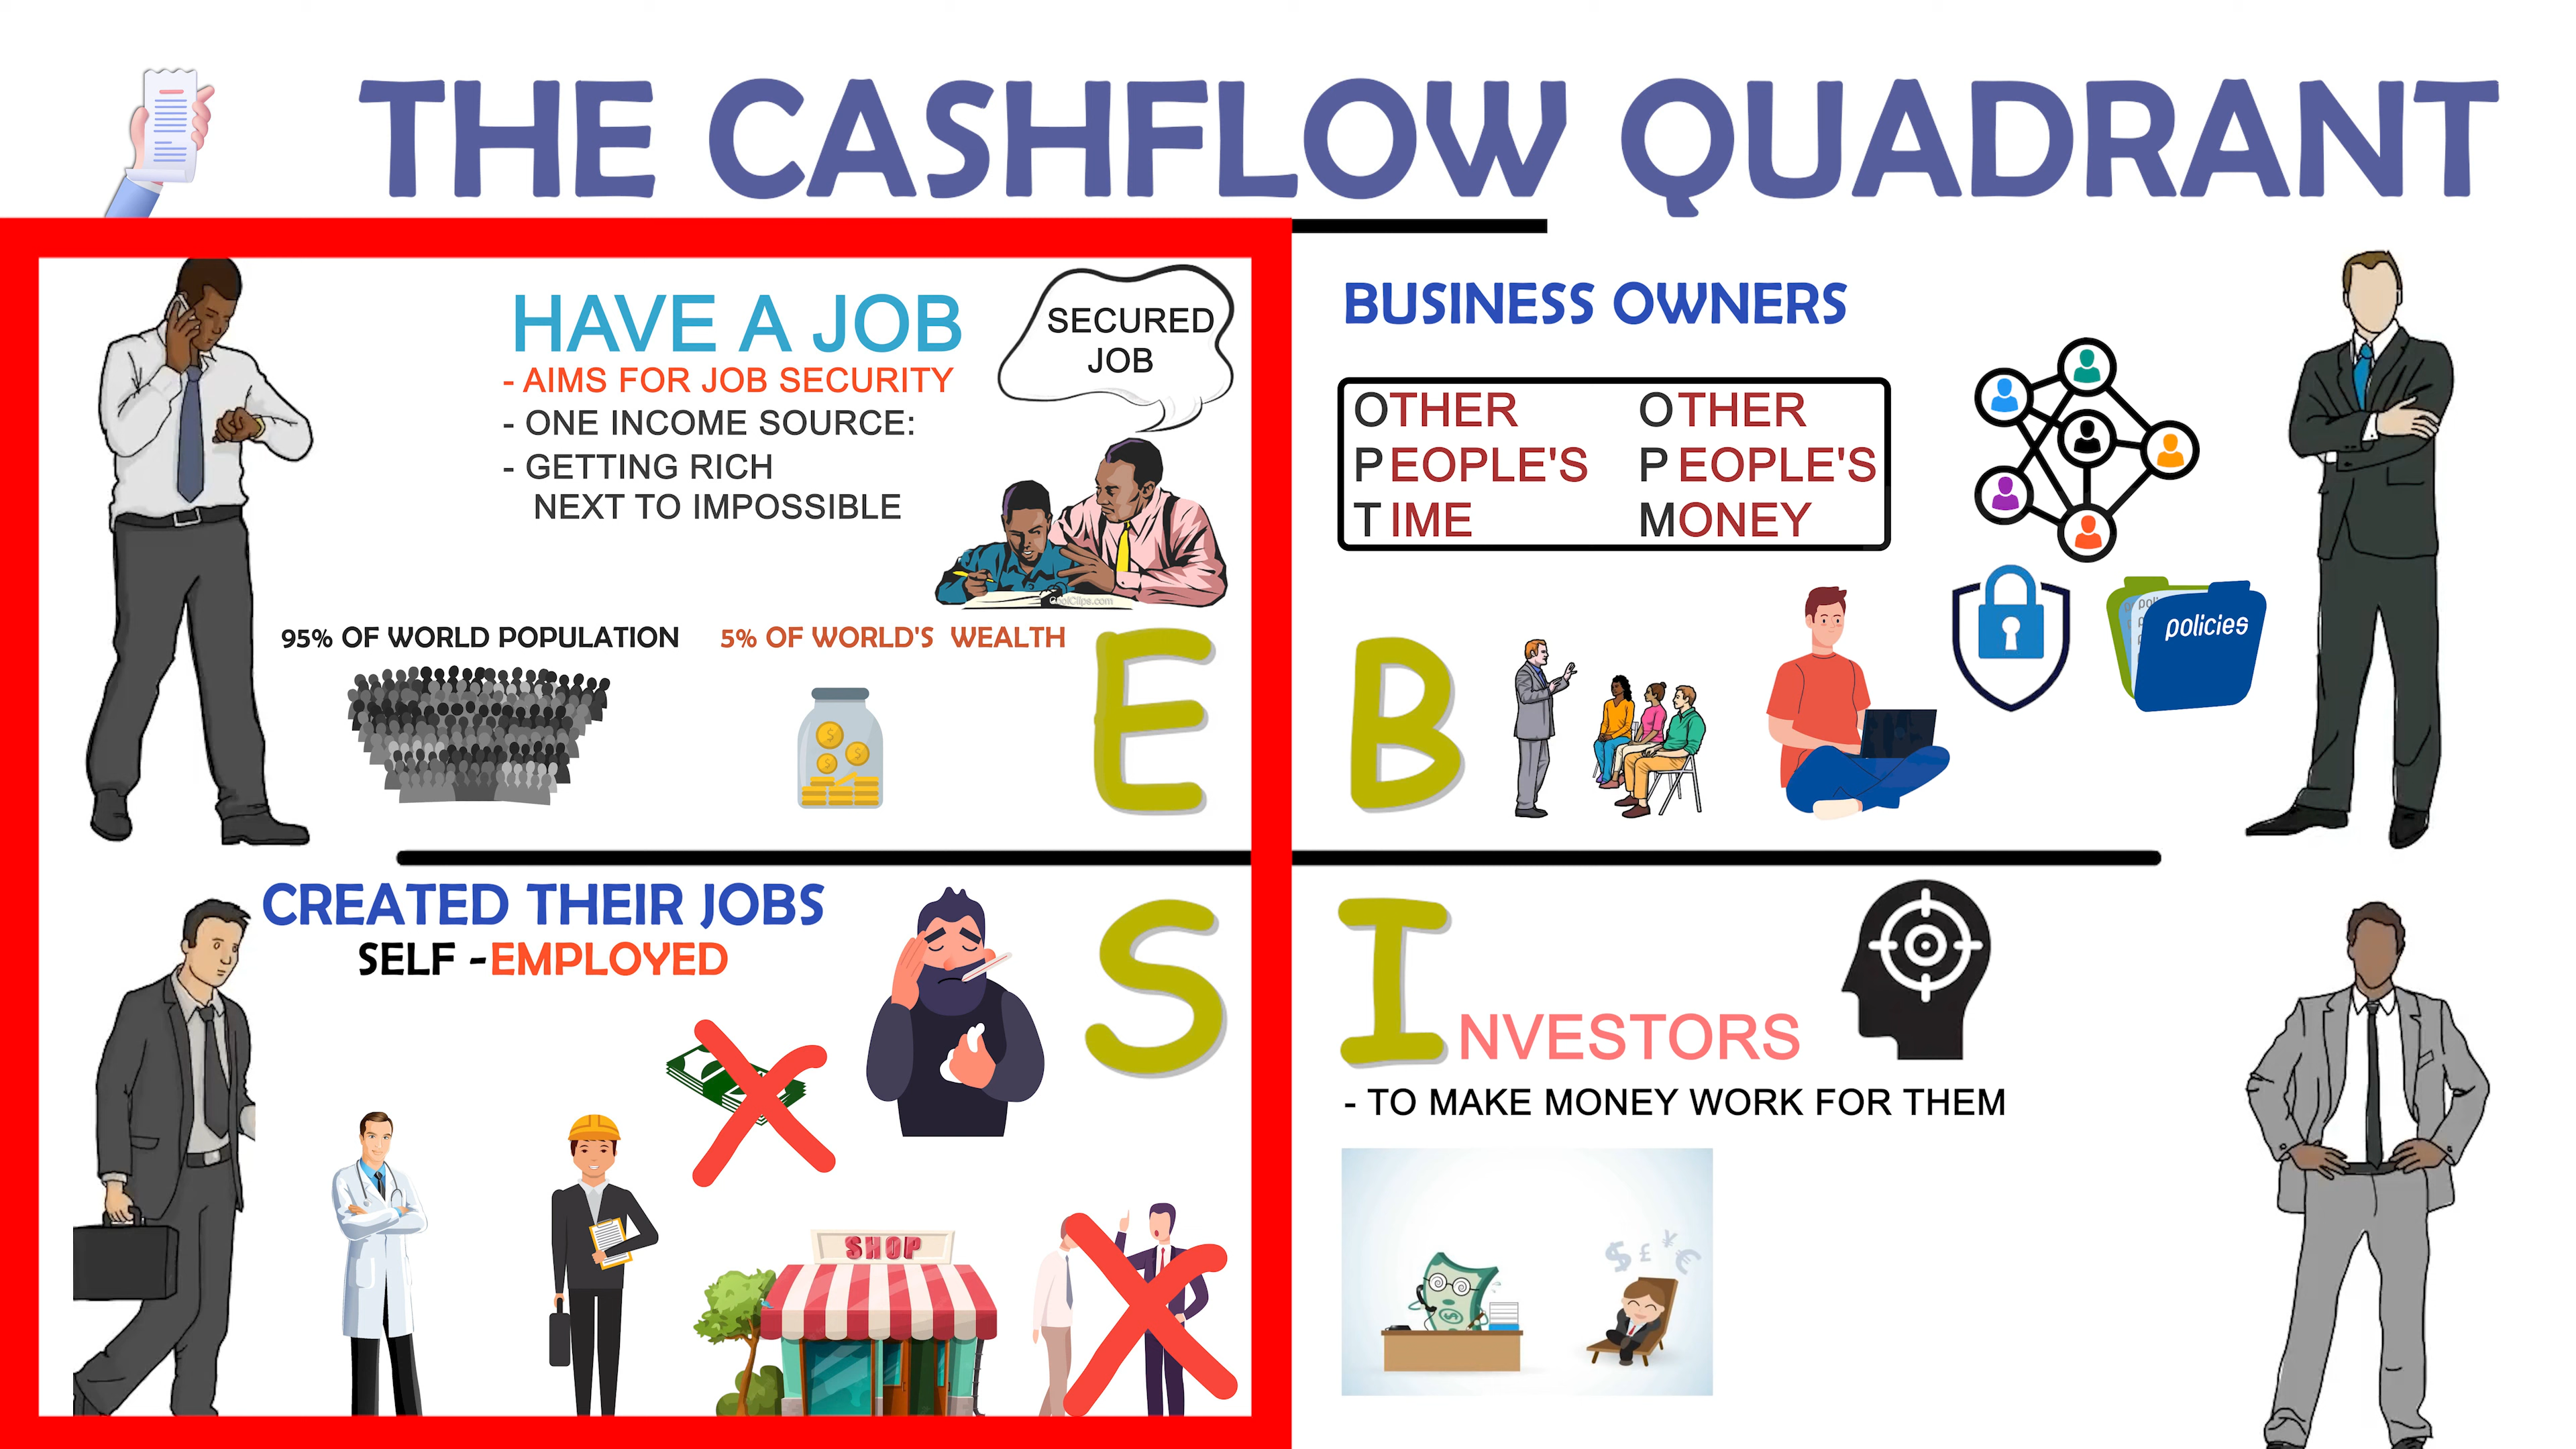 THE CASHFLOW QUADRANT
HAVE A JOB
- AIMS FOR JOB SECURITY
- ONE INCOME SOURCE:
- GETTING RICH
NEXT TO IMPOSSIBLE
SECURED
JOB
95% OF WORLD POPULATION
5% OF WORLD'S WEALTH
E
BUSINESS OWNERS
OTHER
PEOPLE'S
TIME
OTHER
PEOPLE'S
MONEY
policies
B
CREATED THEIR JOBS
SELF -EMPLOYED
S
SHOP
INVESTORS
- TO MAKE MONEY WORK FOR THEM
$ £ ¥ €